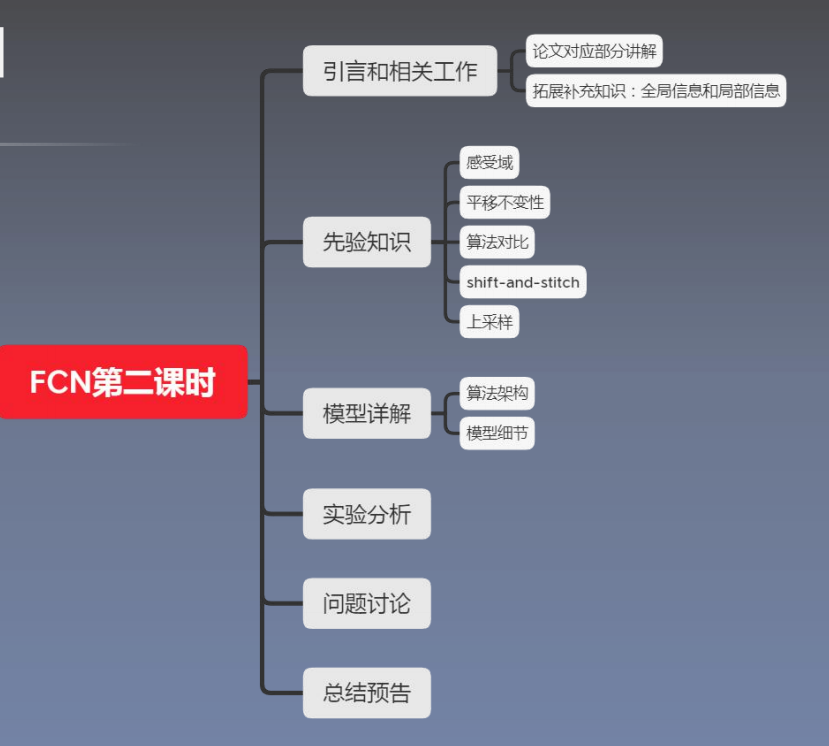 引言和相关工作
论文对应部分讲解
拓展补充知识：全局信息和局部信息
先验知识
感受域
平移不变性
算法对比
shift-and-stitch
上采样
FCN第二课时
模型详解
算法架构
模型细节
实验分析
问题讨论
总结预告